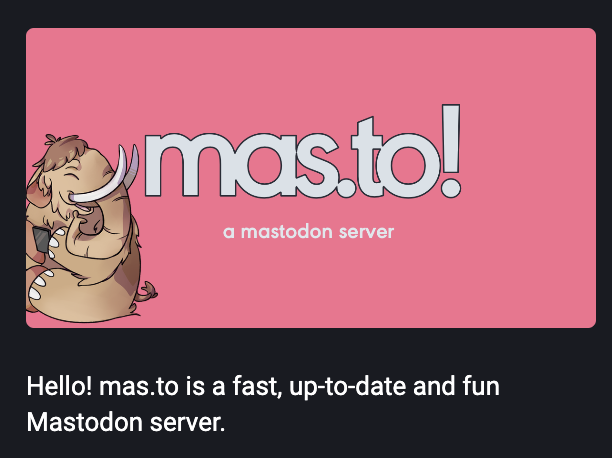 mas.to!
a mastodon server
Hello! mas.to is a fast, up-to-date and fun
Mastodon server.